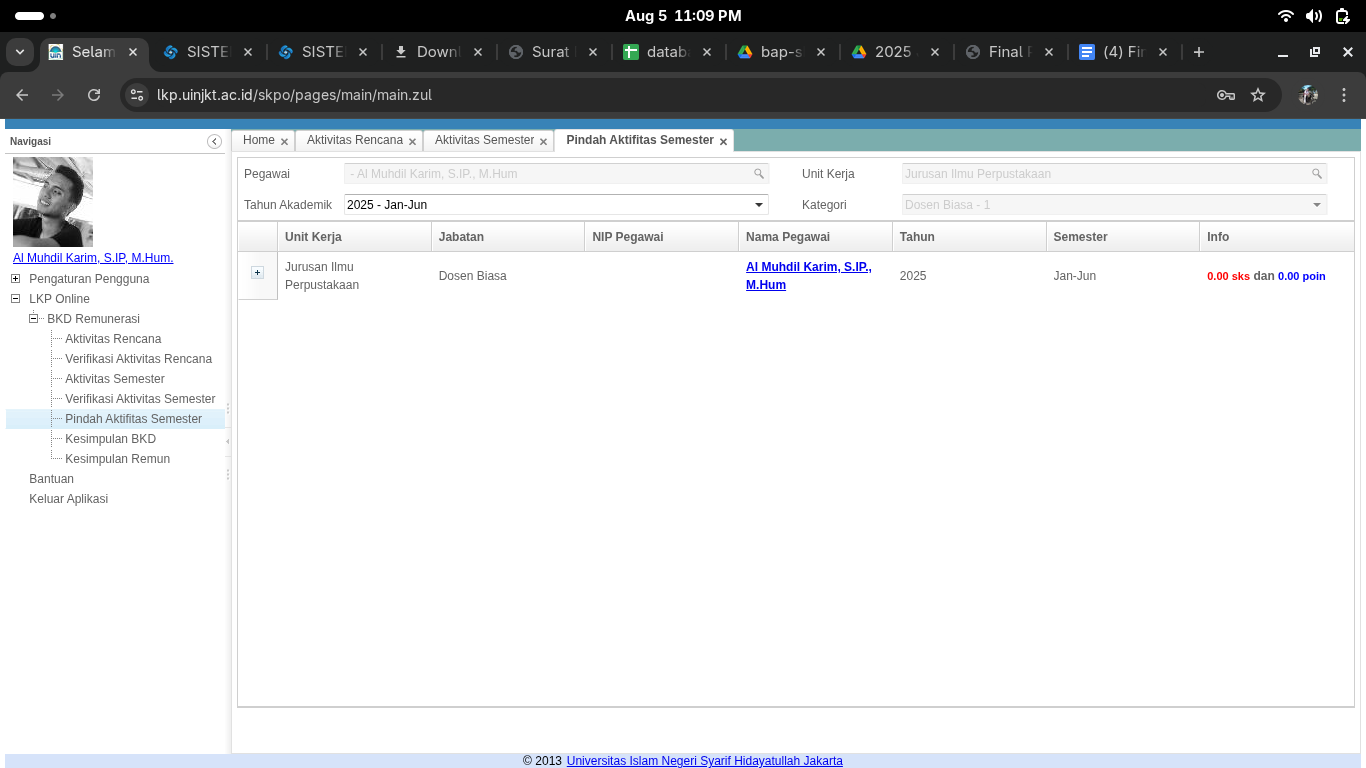 Aug 5 11:09 PM
Selam
SISTE
SISTE
Downl
Surat
datab
bap-s
2025
Final
(4) Fi
lkp.uinjkt.ac.id/skpo/pages/main/main.zul
Navigasi
Home
Aktivitas Rencana
Aktivitas Semester
Pindah Aktifitas Semester
Pegawai
- Al Muhdil Karim, S.IP., M.Hum
Unit Kerja
Jurusan Ilmu Perpustakaan
Tahun Akademik
2025 - Jan-Jun
Kategori
Dosen Biasa - 1
Unit Kerja
Jabatan
NIP Pegawai
Nama Pegawai
Tahun
Semester
Info
Jurusan Ilmu
Perpustakaan
Dosen Biasa
Al Muhdil Karim, S.IP.,
M.Hum
2025
Jan-Jun
0.00 sks dan 0.00 poin
Al Muhdil Karim, S.IP, M.Hum.
Pengaturan Pengguna
LKP Online
BKD Remunerasi
Aktivitas Rencana
Verifikasi Aktivitas Rencana
Aktivitas Semester
Verifikasi Aktivitas Semester
Pindah Aktifitas Semester
Kesimpulan BKD
Kesimpulan Remun
Bantuan
Keluar Aplikasi
© 2013 Universitas Islam Negeri Syarif Hidayatullah Jakarta